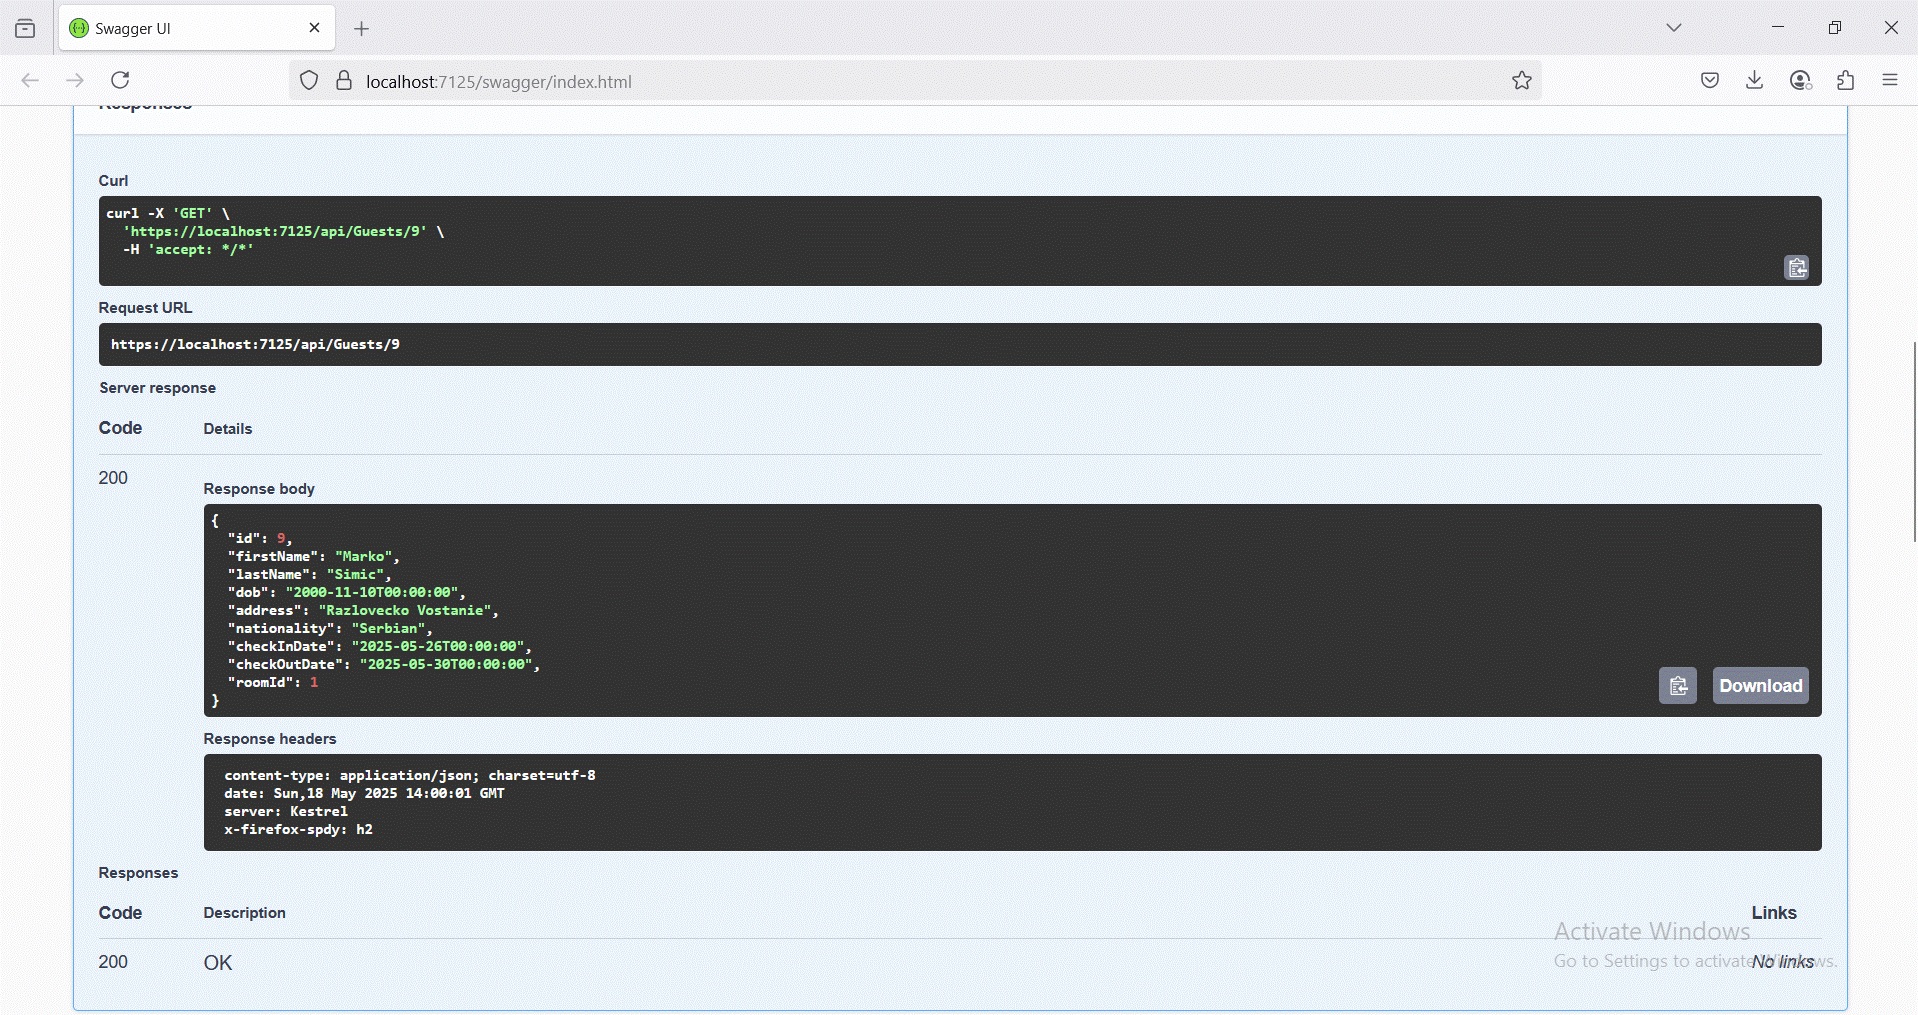 Swagger UI
localhost:7125/swagger/index.html
Responses
Curl
curl -X 'GET' \
'https://localhost:7125/api/Guests/9' \
-H 'accept: */*'
Request URL
https://localhost:7125/api/Guests/9
Server response
Code Details
200
Response body
{
"id": 9,
"firstName": "Marko",
"lastName": "Simic",
"dob": "2000-11-10T00:00:00",
"address": "Razlovecko Vostanie",
"nationality": "Serbian",
"checkInDate": "2025-05-26T00:00:00",
"checkOutDate": "2025-05-30T00:00:00",
"roomId": 1
}
Download
Response headers
content-type: application/json; charset=utf-8
date: Sun,18 May 2025 14:00:01 GMT
server: Kestrel
x-firefox-spdy: h2
Responses
Code Description Links
200 OK No links
Activate Windows
Go to Settings to activate Windows.